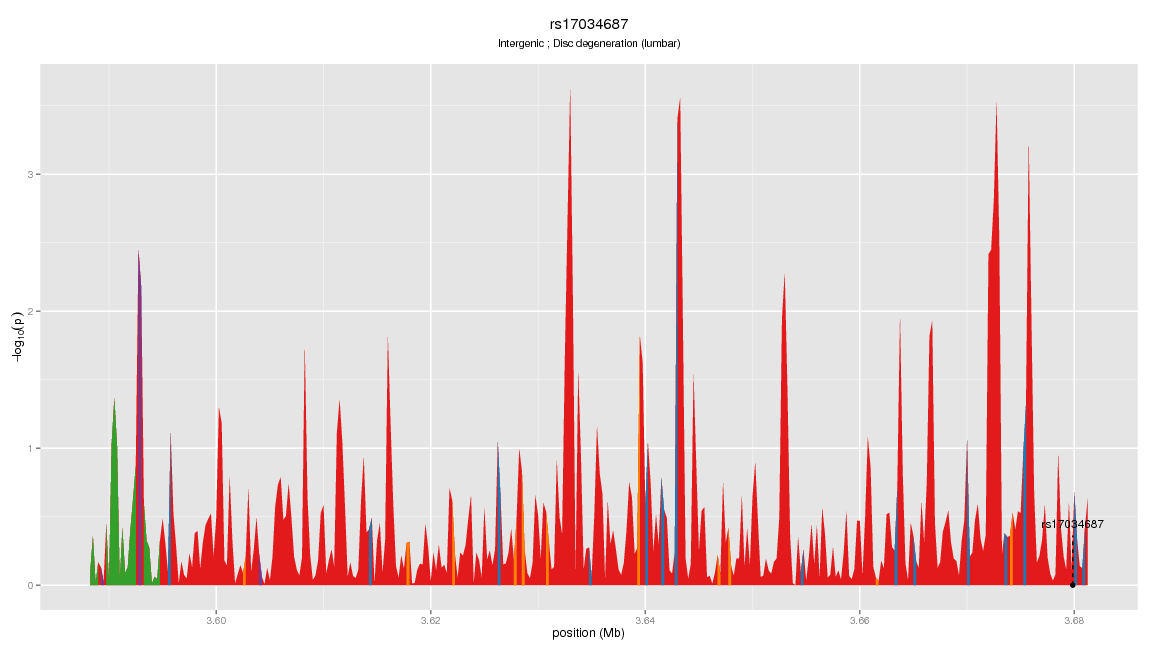 rs17034687
Intergenic ; Disc degeneration (lumbar)
3
2
1
0
−log10(p)
rs17034687
3.60 3.62 3.64 3.66 3.68
position (Mb)